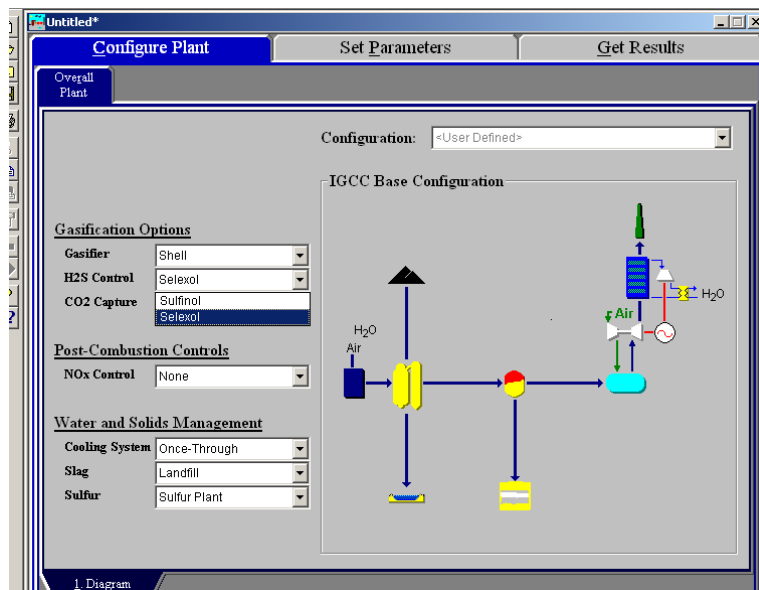 Untitled*
Configure Plant
Set Parameters
Get Results
Overall
Plant
Configuration: <User Defined>
IGCC Base Configuration
Gasification Options
Gasifier Shell
H2S Control Selexol
CO2 Capture Sulfinol
Selexol
Post-Combustion Controls
NOx Control None
Water and Solids Management
Cooling System Once-Through
Slag Landfill
Sulfur Sulfur Plant
H₂O
Air
Air
H₂O
1. Diagram
?